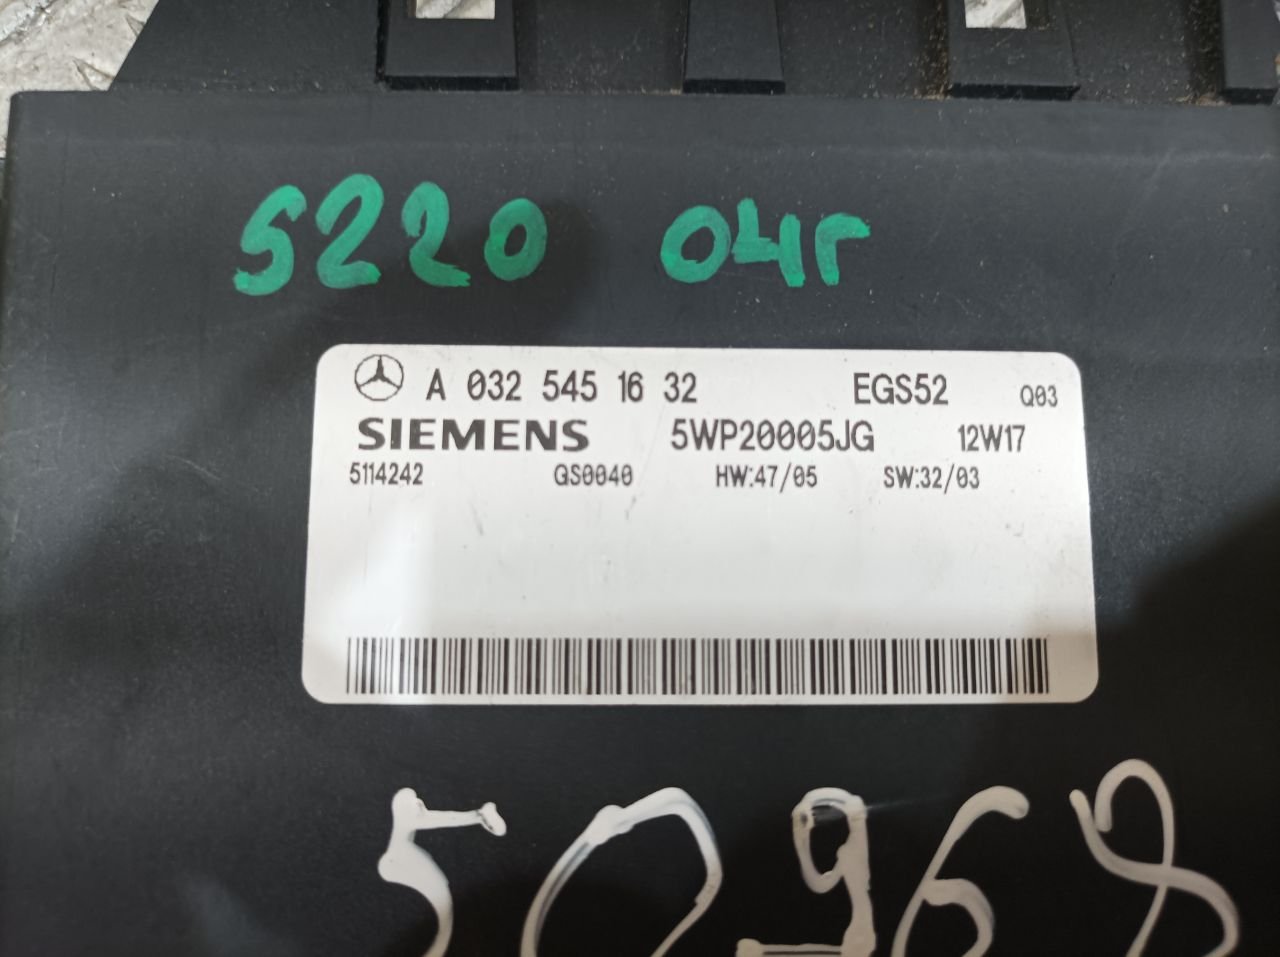 S220 04г
A 032 545 16 32 EGS52 Q03
SIEMENS 5WP20005JG 12W17
5114242 GS0040 HW:47/05 SW:32/03
50968